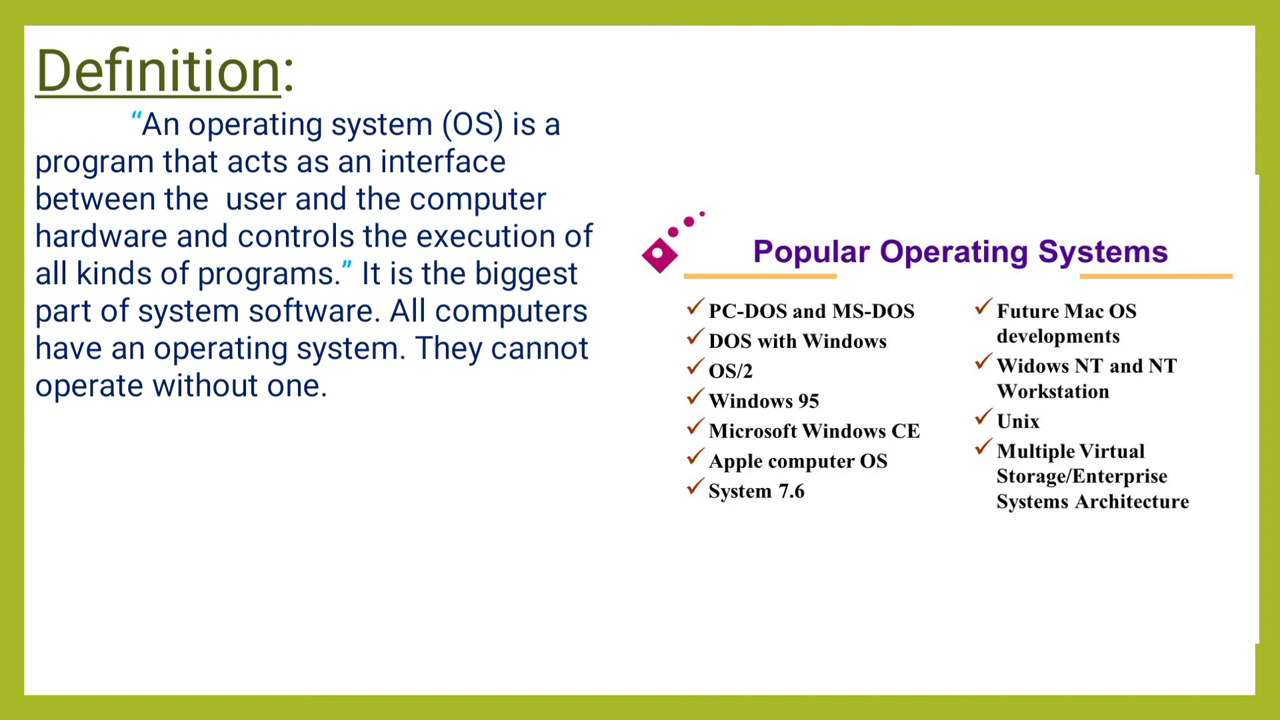 Definition:
“An operating system (OS) is a
program that acts as an interface
between the user and the computer
hardware and controls the execution of
all kinds of programs.” It is the biggest
part of system software. All computers
have an operating system. They cannot
operate without one.
Popular Operating Systems
PC-DOS and MS-DOS
DOS with Windows
OS/2
Windows 95
Microsoft Windows CE
Apple computer OS
System 7.6
Future Mac OS
developments
Widows NT and NT
Workstation
Unix
Multiple Virtual
Storage/Enterprise
Systems Architecture